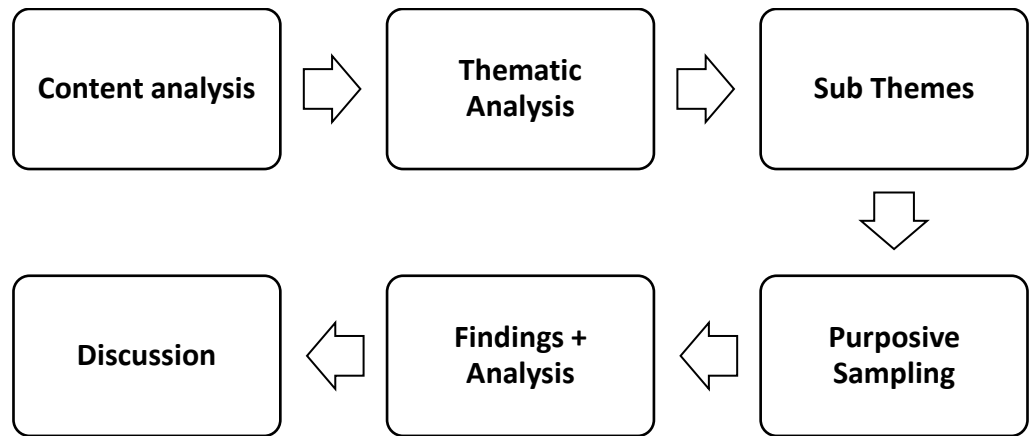 Content analysis
Thematic
Analysis
Sub Themes
Purposive
Sampling
Findings +
Analysis
Discussion